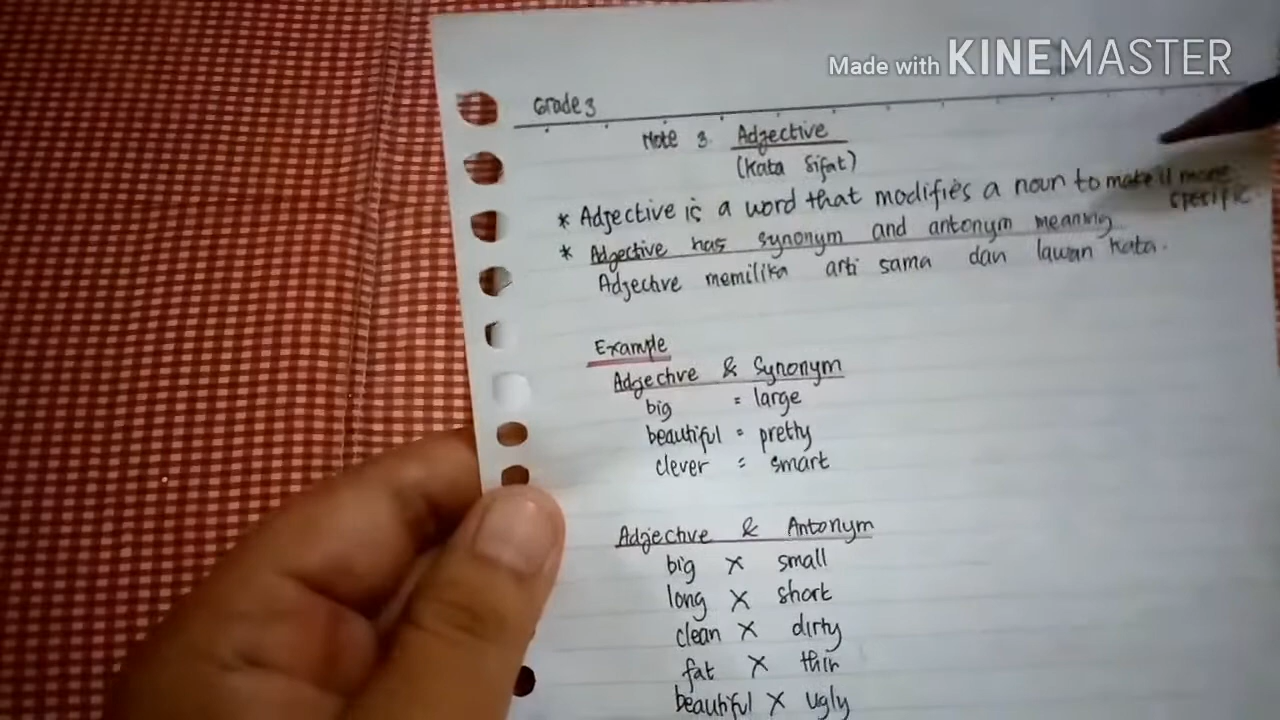 Made with KINEMASTER
Grade 3
Note 3 Adjective
(Kata Sifat)
* Adjective is a word that modifies a noun to make it more
specific
* Adjective has synonym and antonym meaning
Adjective memilika arti sama dan lawan kata.
Example
Adjective & Synonym
big = large
beautiful = pretty
clever = smart
Adjective & Antonym
big X small
long X short
clean X dirty
fat X thin
beautiful X ugly